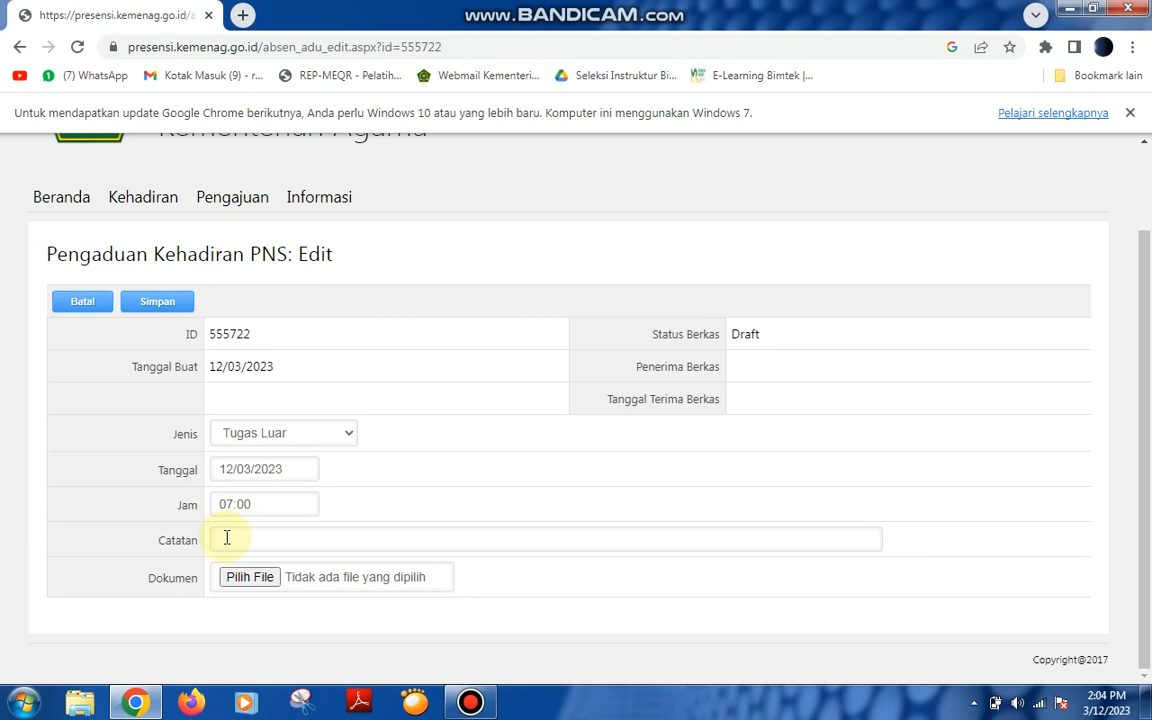 www.BANDICAM.com
https://presensi.kemenag.go.id/a
presensi.kemenag.go.id/absen_adu_edit.aspx?id=555722
(7) WhatsApp
Kotak Masuk (9) - r...
REP-MEQR - Pelatih...
Webmail Kementeri...
Seleksi Instruktur Bi...
E-Learning Bimtek |...
Bookmark lain
Untuk mendapatkan update Google Chrome berikutnya, Anda perlu Windows 10 atau yang lebih baru. Komputer ini menggunakan Windows 7.
Pelajari selengkapnya
Kementerian Agama
Beranda Kehadiran Pengajuan Informasi
Pengaduan Kehadiran PNS: Edit
Batal Simpan
ID 555722 Status Berkas Draft
Tanggal Buat 12/03/2023 Penerima Berkas
Tanggal Terima Berkas
Jenis Tugas Luar
Tanggal 12/03/2023
Jam 07:00
Catatan
Dokumen Pilih File Tidak ada file yang dipilih
Copyright@2017
2:04 PM
3/12/2023